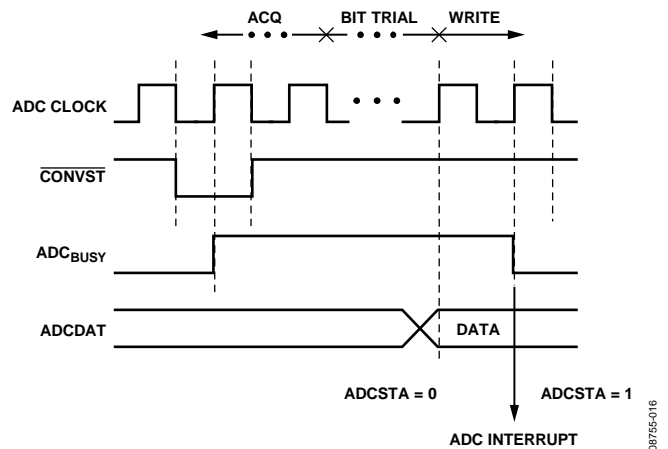 ACQ BIT TRIAL WRITE
ADC CLOCK
CONVST
ADCBUSY
ADCDAT DATA
ADCSTA = 0 ADCSTA = 1
ADC INTERRUPT
08755-016